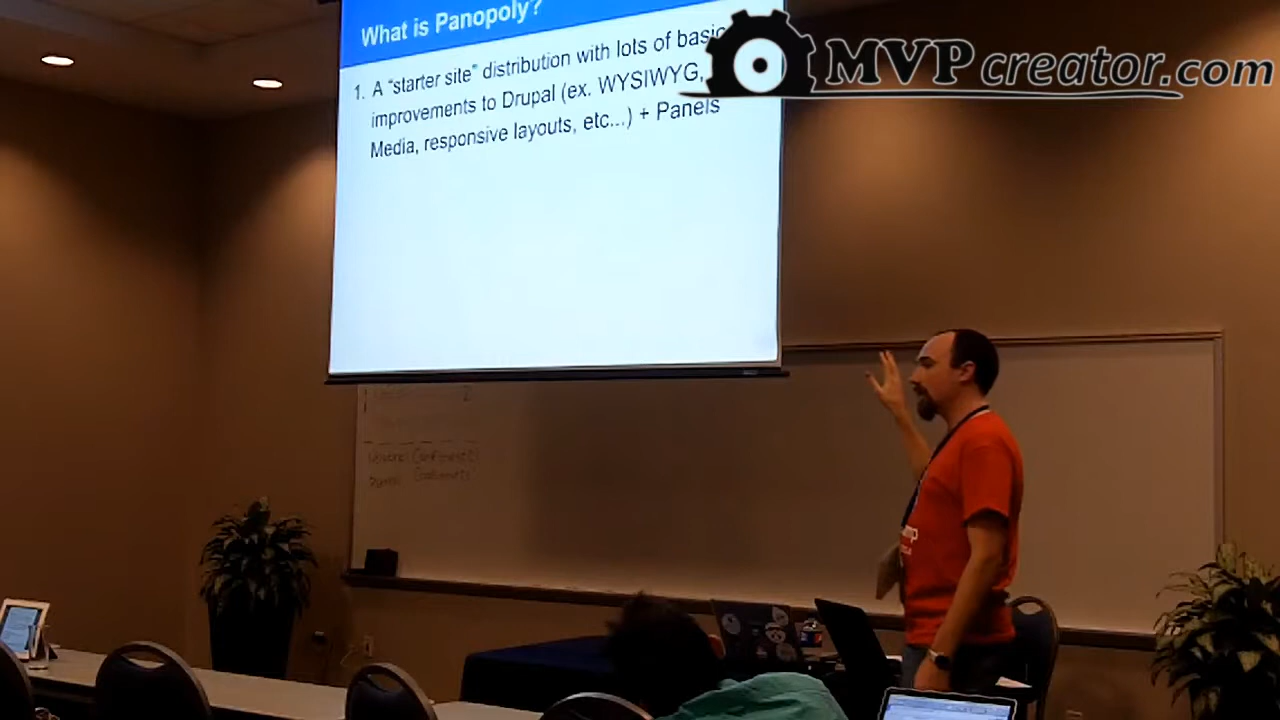 What is Panopoly?
1. A “starter site” distribution with lots of basic
improvements to Drupal (ex. WYSIWYG,
Media, responsive layouts, etc...) + Panels
MVPcreator.com